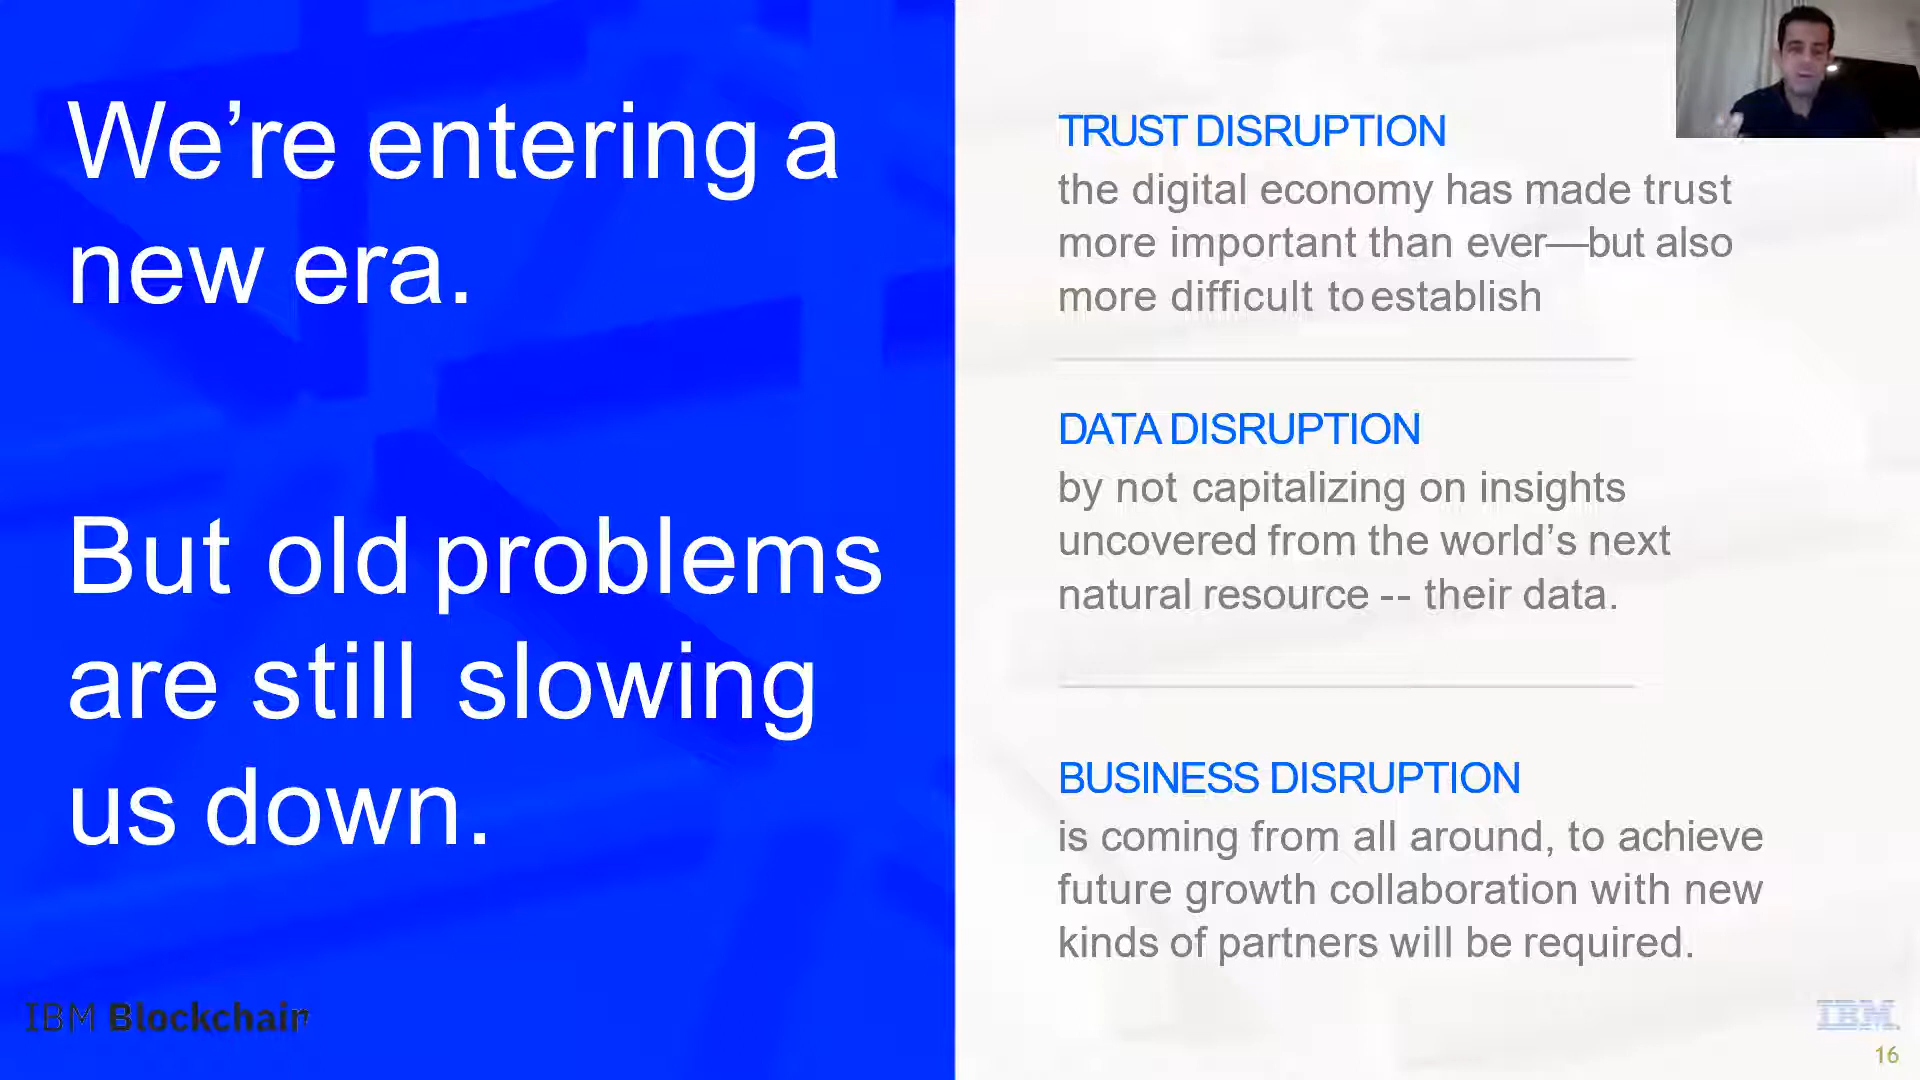 We’re entering a
new era.
But old problems
are still slowing
us down.
IBM Blockchain
TRUST DISRUPTION
the digital economy has made trust
more important than ever—but also
more difficult to establish
DATA DISRUPTION
by not capitalizing on insights
uncovered from the world’s next
natural resource -- their data.
BUSINESS DISRUPTION
is coming from all around, to achieve
future growth collaboration with new
kinds of partners will be required.
IBM
16